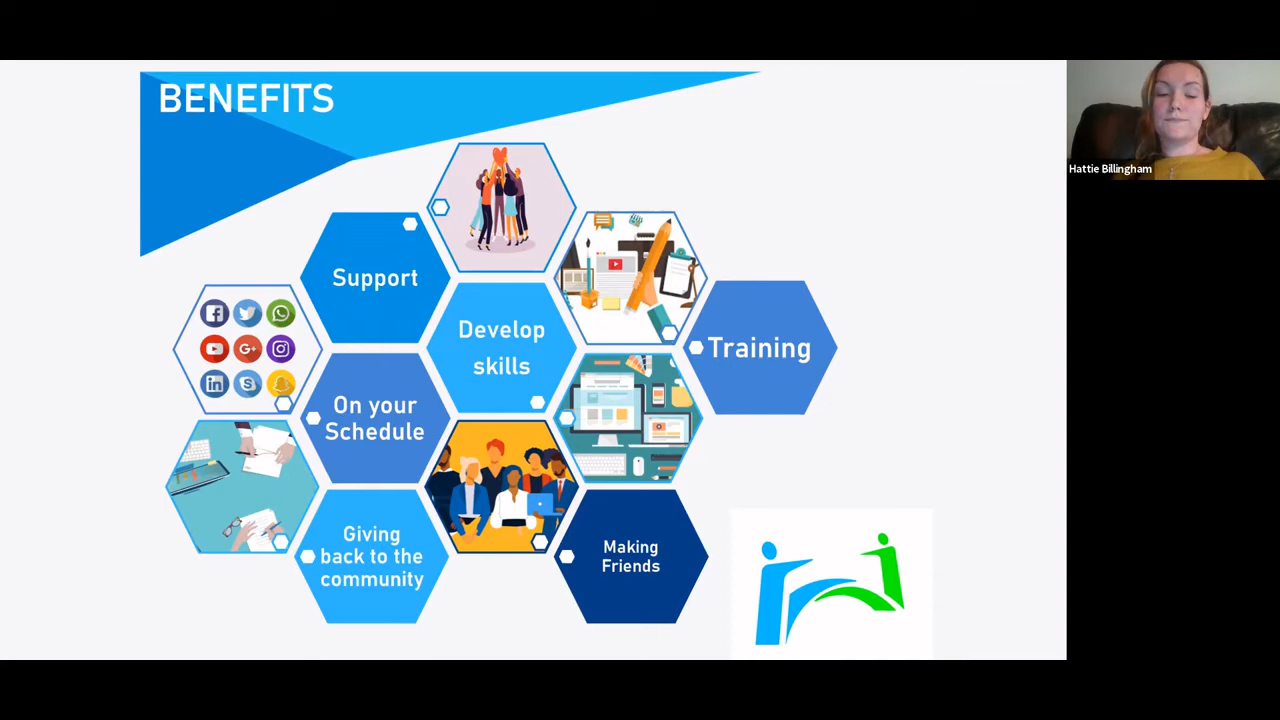 BENEFITS
Hattie Billingham
Support
Develop
skills
Training
On your
Schedule
Giving
back to the
community
Making
Friends